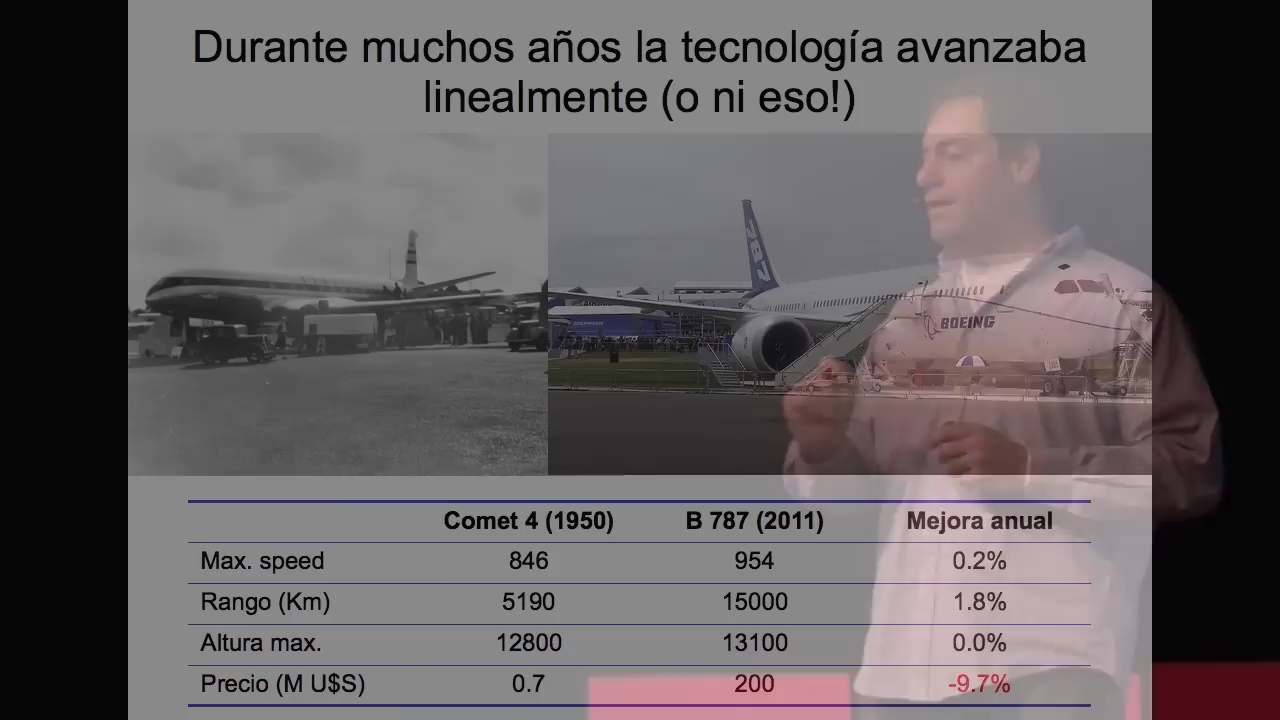 Durante muchos años la tecnología avanzaba
linealmente (o ni eso!)
787
BOEING
Comet 4 (1950) B 787 (2011) Mejora anual
Max. speed 846 954 0.2%
Rango (Km) 5190 15000 1.8%
Altura max. 12800 13100 0.0%
Precio (M U$S) 0.7 200 -9.7%